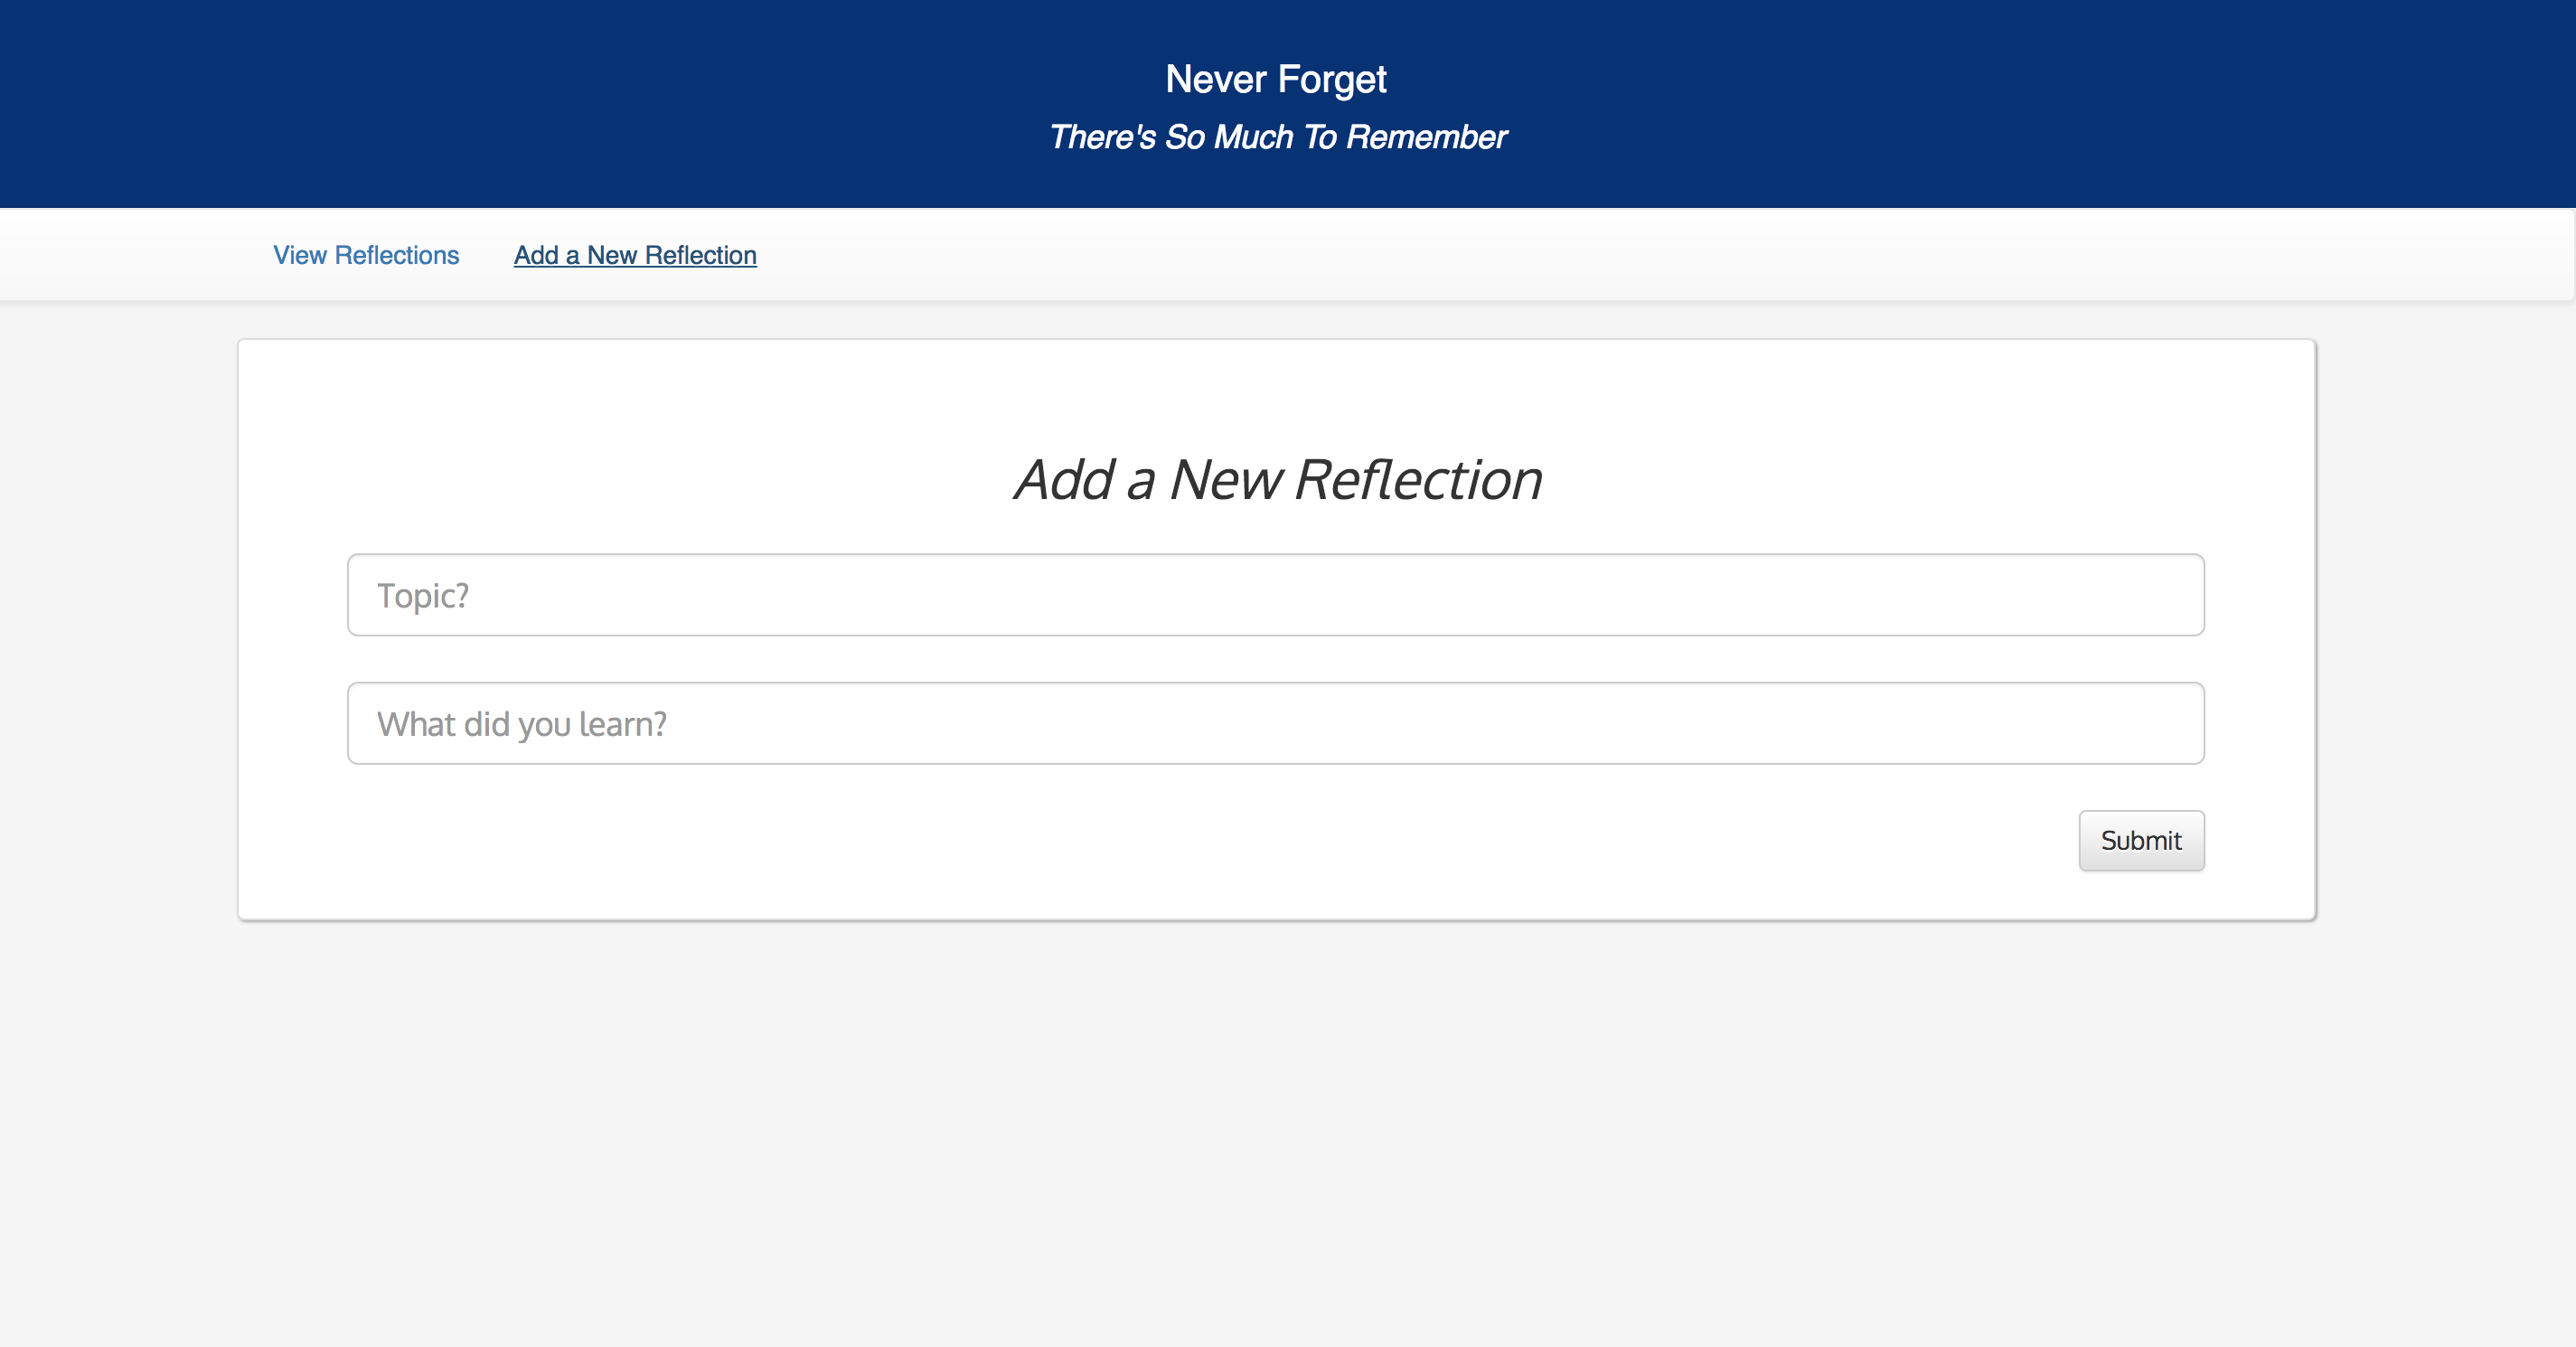 Never Forget
There's So Much To Remember
View Reflections Add a New Reflection
Add a New Reflection
Topic?
What did you learn?
Submit